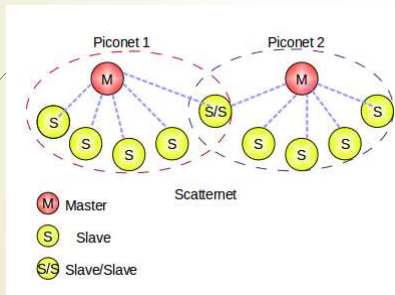 Piconet 1 Piconet 2
M M
S S/S S
S S S S
S S
Scatternet
M Master
S Slave
S/S Slave/Slave